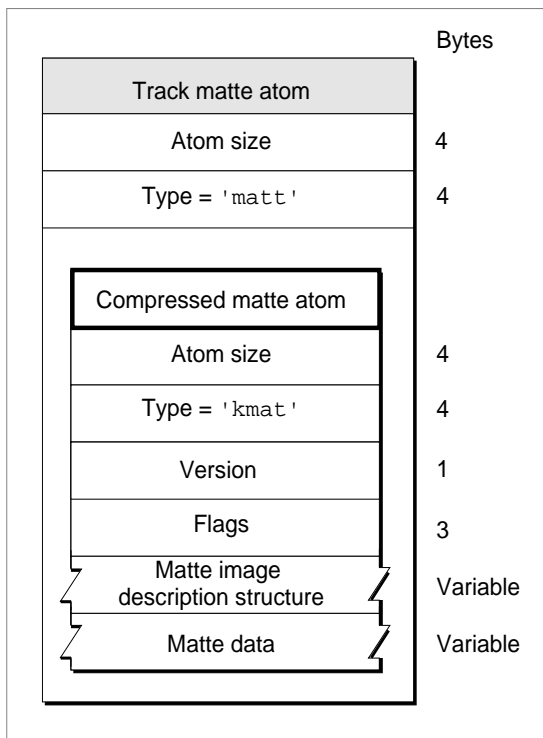 Bytes
Track matte atom
Atom size 4
Type = 'matt' 4
Compressed matte atom
Atom size 4
Type = 'kmat' 4
Version 1
Flags 3
Matte image
description structure Variable
Matte data Variable